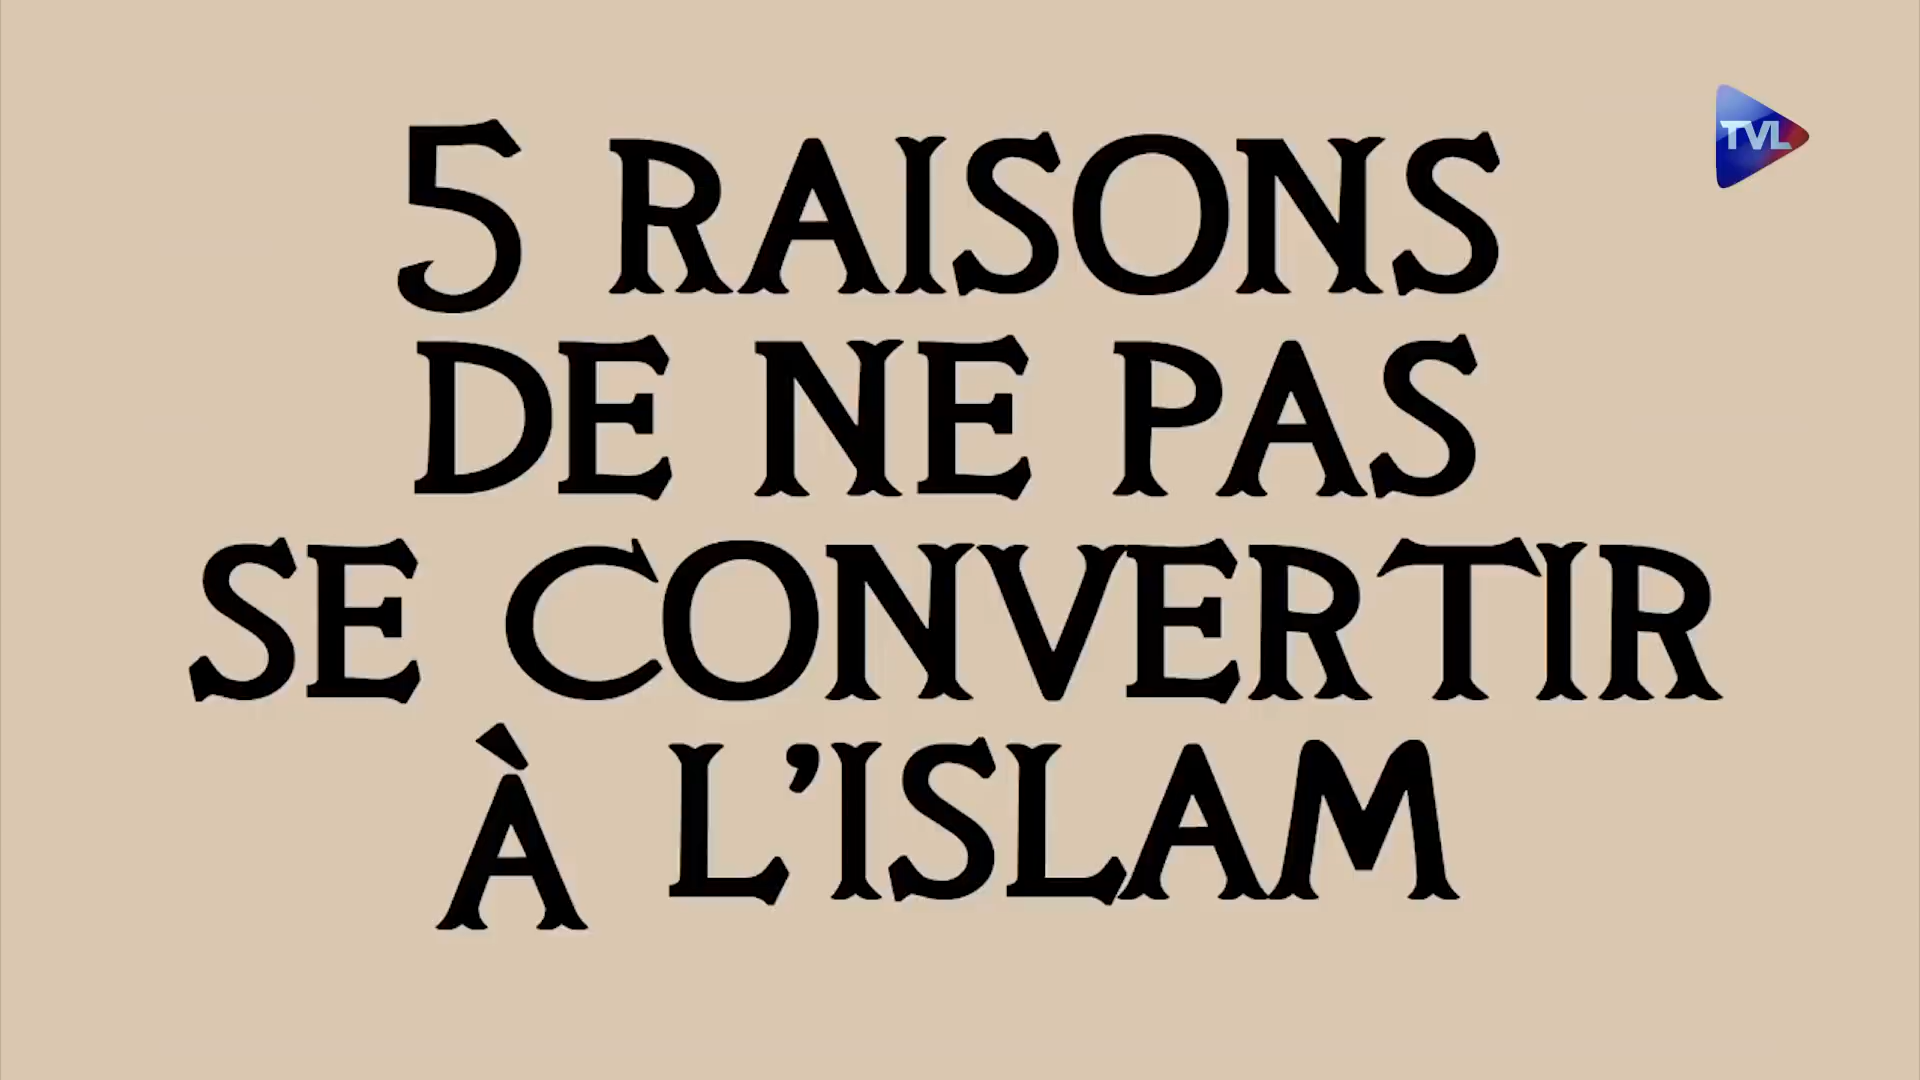 5 RAISONS
DE NE PAS
SE CONVERTIR
À L'ISLAM
TVL